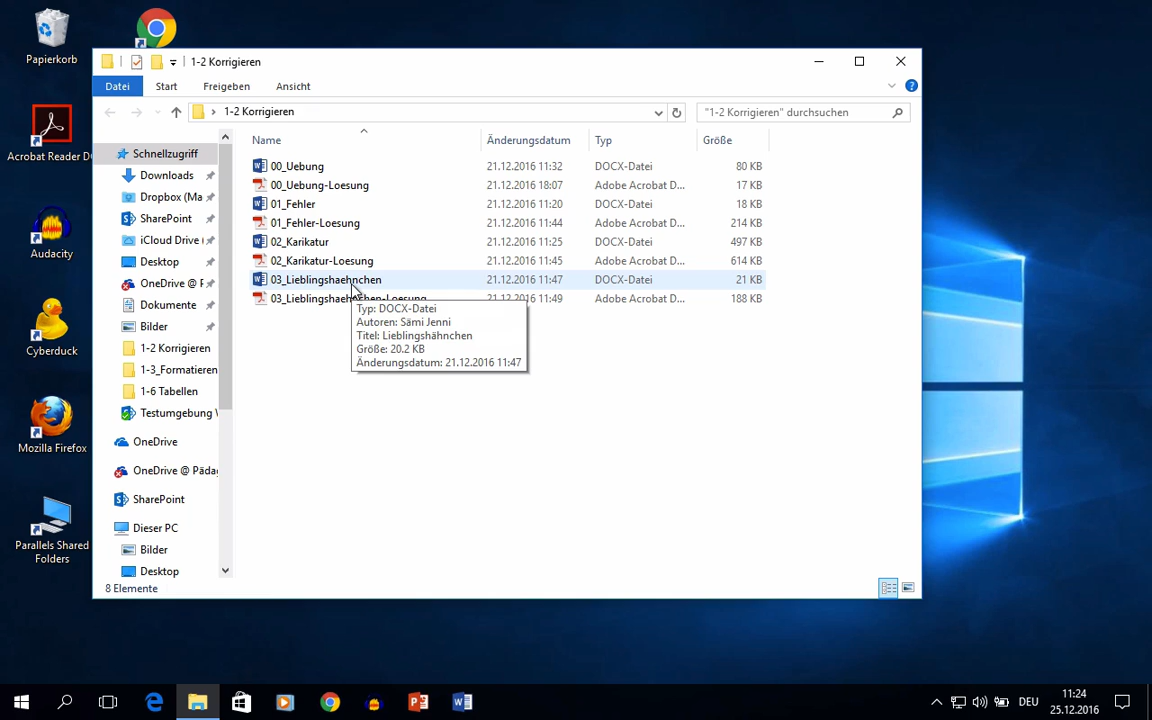 Papierkorb
Acrobat Reader D
Audacity
Cyberduck
Mozilla Firefox
Parallels Shared
Folders
1-2 Korrigieren
Datei Start Freigeben Ansicht
1-2 Korrigieren
"1-2 Korrigieren" durchsuchen
Name Änderungsdatum Typ Größe
00_Uebung 21.12.2016 11:32 DOCX-Datei 80 KB
00_Uebung-Loesung 21.12.2016 18:07 Adobe Acrobat D... 17 KB
01_Fehler 21.12.2016 11:20 DOCX-Datei 18 KB
01_Fehler-Loesung 21.12.2016 11:44 Adobe Acrobat D... 214 KB
02_Karikatur 21.12.2016 11:25 DOCX-Datei 497 KB
02_Karikatur-Loesung 21.12.2016 11:45 Adobe Acrobat D... 614 KB
03_Lieblingshaehnchen 21.12.2016 11:47 DOCX-Datei 21 KB
03_Lieblingshaehnchen-Loesung 21.12.2016 11:49 Adobe Acrobat D... 188 KB
Typ: DOCX-Datei
Autoren: Sämi Jenni
Titel: Lieblingshähnchen
Größe: 20.2 KB
Änderungsdatum: 21.12.2016 11:47
Schnellzugriff
Downloads
Dropbox (Ma
SharePoint
iCloud Drive (
Desktop
OneDrive @ P
Dokumente
Bilder
1-2 Korrigieren
1-3_Formatieren
1-6 Tabellen
Testumgebung W
OneDrive
OneDrive @ Pädag
SharePoint
Dieser PC
Bilder
Desktop
8 Elemente
DEU
11:24
25.12.2016